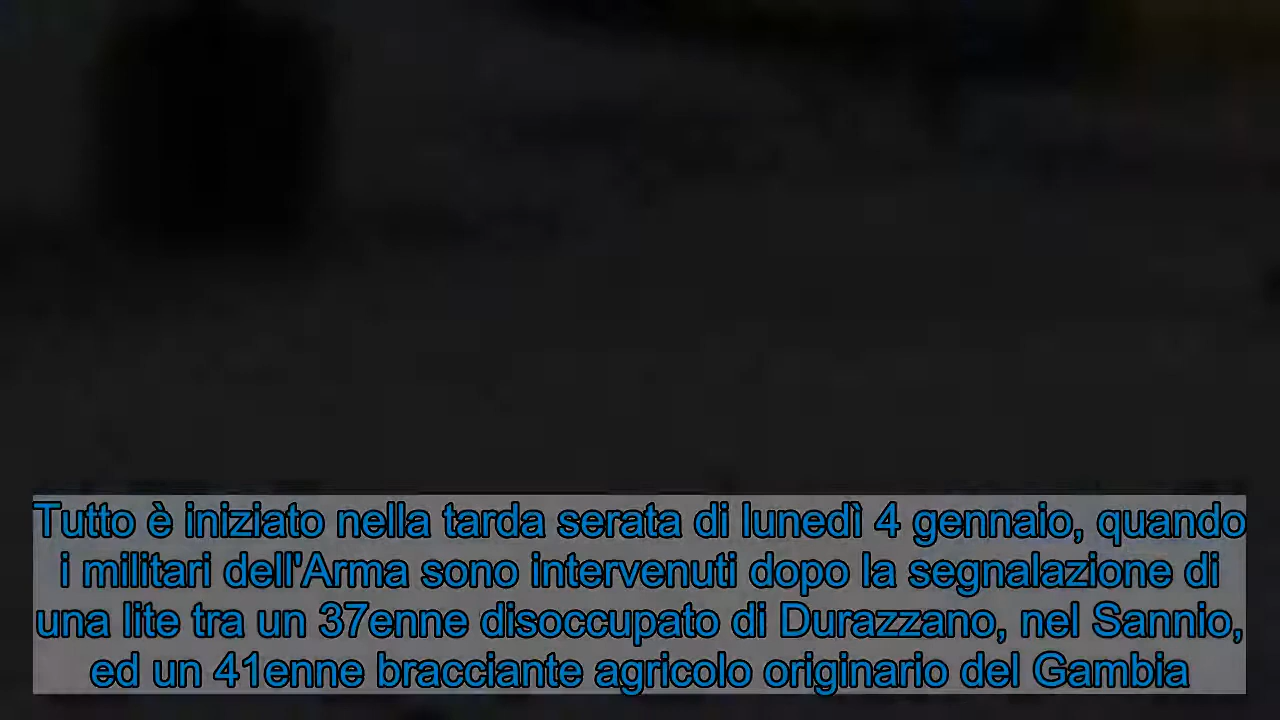 Tutto è iniziato nella tarda serata di lunedì 4 gennaio, quando
i militari dell'Arma sono intervenuti dopo la segnalazione di
una lite tra un 37enne disoccupato di Durazzano, nel Sannio,
ed un 41enne bracciante agricolo originario del Gambia